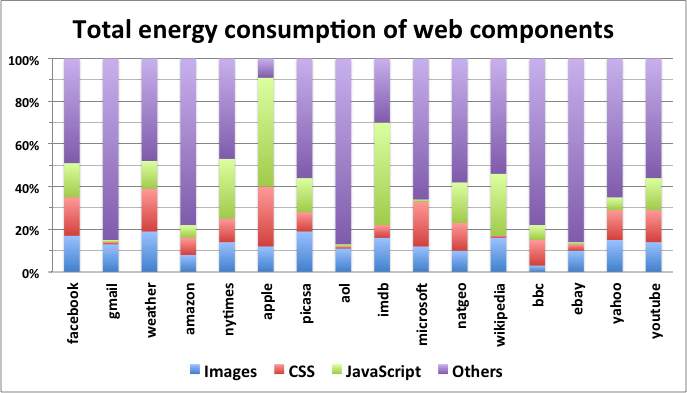 Total energy consumption of web components
100%
80%
60%
40%
20%
0%
facebook
gmail
weather
amazon
nytimes
apple
picasa
aol
imdb
microsoft
natgeo
wikipedia
bbc
ebay
yahoo
youtube
Images CSS JavaScript Others